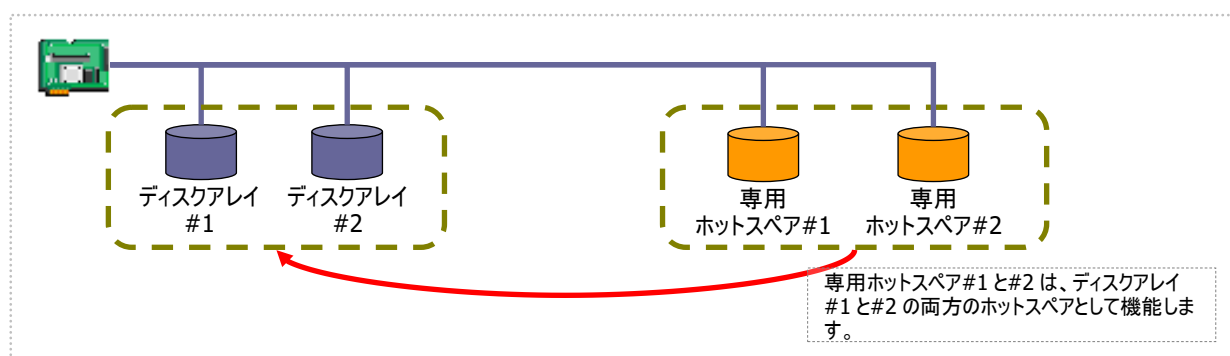 ディスクアレイ
#1
ディスクアレイ
#2
専用
ホットスペア#1
専用
ホットスペア#2
専用ホットスペア#1 と#2 は、ディスクアレイ
#1 と#2 の両方のホットスペアとして機能しま
す。